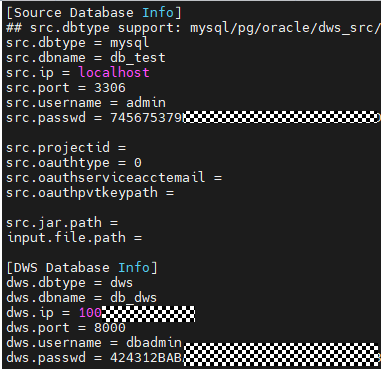 [Source Database Info]
## src.dbtype support: mysql/pg/oracle/dws_src/
src.dbtype = mysql
src.dbname = db_test
src.ip = localhost
src.port = 3306
src.username = admin
src.passwd = 745675379
src.projectid =
src.oauthtype = 0
src.oauthserviceacctemail =
src.oauthpvtkeypath =
src.jar.path =
input.file.path =
[DWS Database Info]
dws.dbtype = dws
dws.dbname = db_dws
dws.ip = 100
dws.port = 8000
dws.username = dbadmin
dws.passwd = 424312BAB